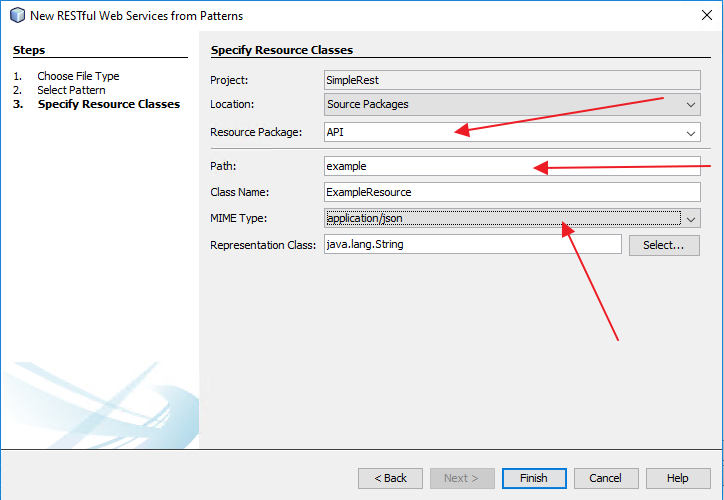 New RESTful Web Services from Patterns
Steps
1. Choose File Type
2. Select Pattern
3. Specify Resource Classes
Specify Resource Classes
Project: SimpleRest
Location: Source Packages
Resource Package: API
Path: example
Class Name: ExampleResource
MIME Type: application/json
Representation Class: java.lang.String Select...
< Back Next > Finish Cancel Help